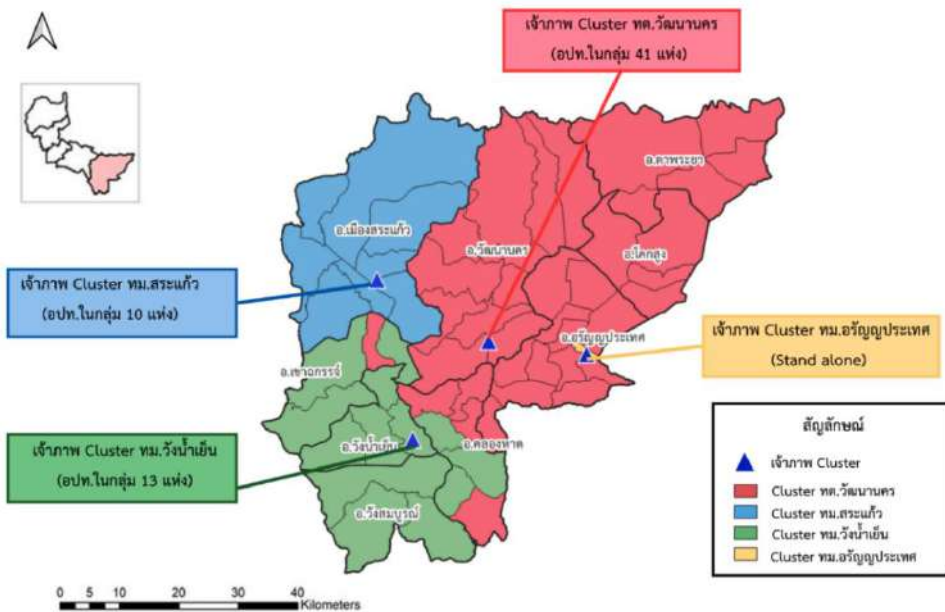 เจ้าภาพ Cluster ทต.วัฒนานคร
(อปท.ในกลุ่ม 41 แห่ง)
อ.ตาพระยา
อ.เมืองสระแก้ว
อ.วัฒนานคร
อ.โคกสูง
เจ้าภาพ Cluster ทม.สระแก้ว
(อปท.ในกลุ่ม 10 แห่ง)
อ.อรัญญประเทศ
เจ้าภาพ Cluster ทม.อรัญญประเทศ
(Stand alone)
อ.เขาฉกรรจ์
อ.วังน้ำเย็น
อ.คลองหาด
เจ้าภาพ Cluster ทม.วังน้ำเย็น
(อปท.ในกลุ่ม 13 แห่ง)
อ.วังสมบูรณ์
สัญลักษณ์
เจ้าภาพ Cluster
Cluster ทต.วัฒนานคร
Cluster ทม.สระแก้ว
Cluster ทม.วังน้ำเย็น
Cluster ทม.อรัญญประเทศ
0 5 10 20 30 40
Kilometers